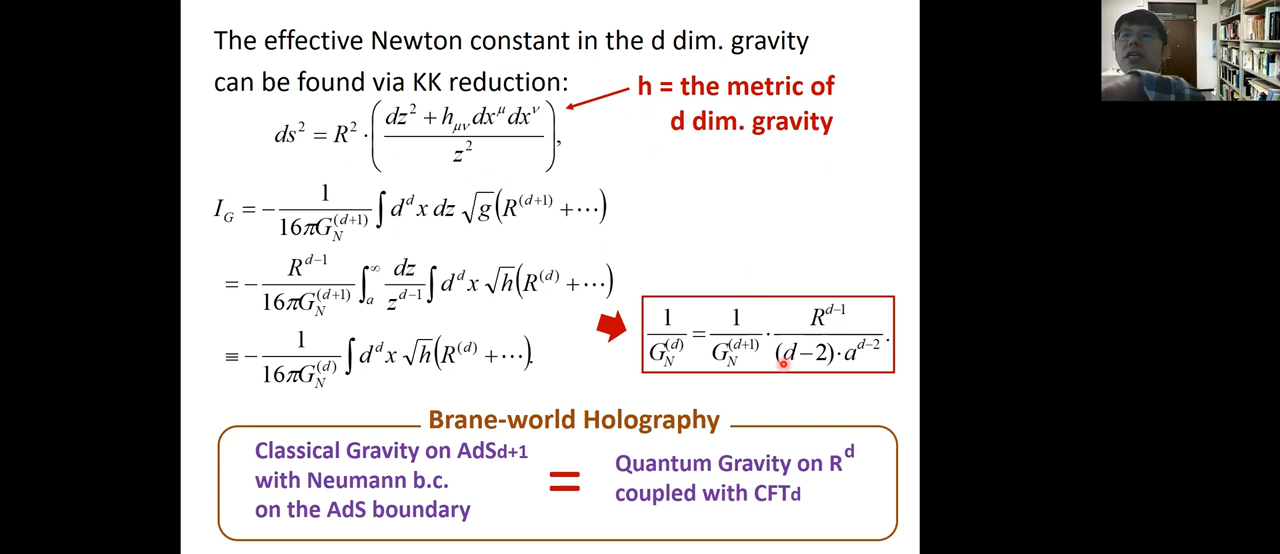 The effective Newton constant in the d dim. gravity
can be found via KK reduction:
h = the metric of
d dim. gravity
ds² = R² · ( (dz² + h_μν dx^μ dx^ν) / z² ),
I_G = − 1/(16πG_N^(d+1)) ∫ d^d x dz √g (R^(d+1) + ⋯)
= − R^(d−1)/(16πG_N^(d+1)) ∫_a^∞ dz/z^(d−1) ∫ d^d x √h (R^(d) + ⋯)
≡ − 1/(16πG_N^(d)) ∫ d^d x √h (R^(d) + ⋯).
1/G_N^(d) = 1/G_N^(d+1) · R^(d−1)/((d−2)·a^(d−2)).
Brane-world Holography
Classical Gravity on AdSd+1
with Neumann b.c.
on the AdS boundary
=
Quantum Gravity on R^d
coupled with CFTd